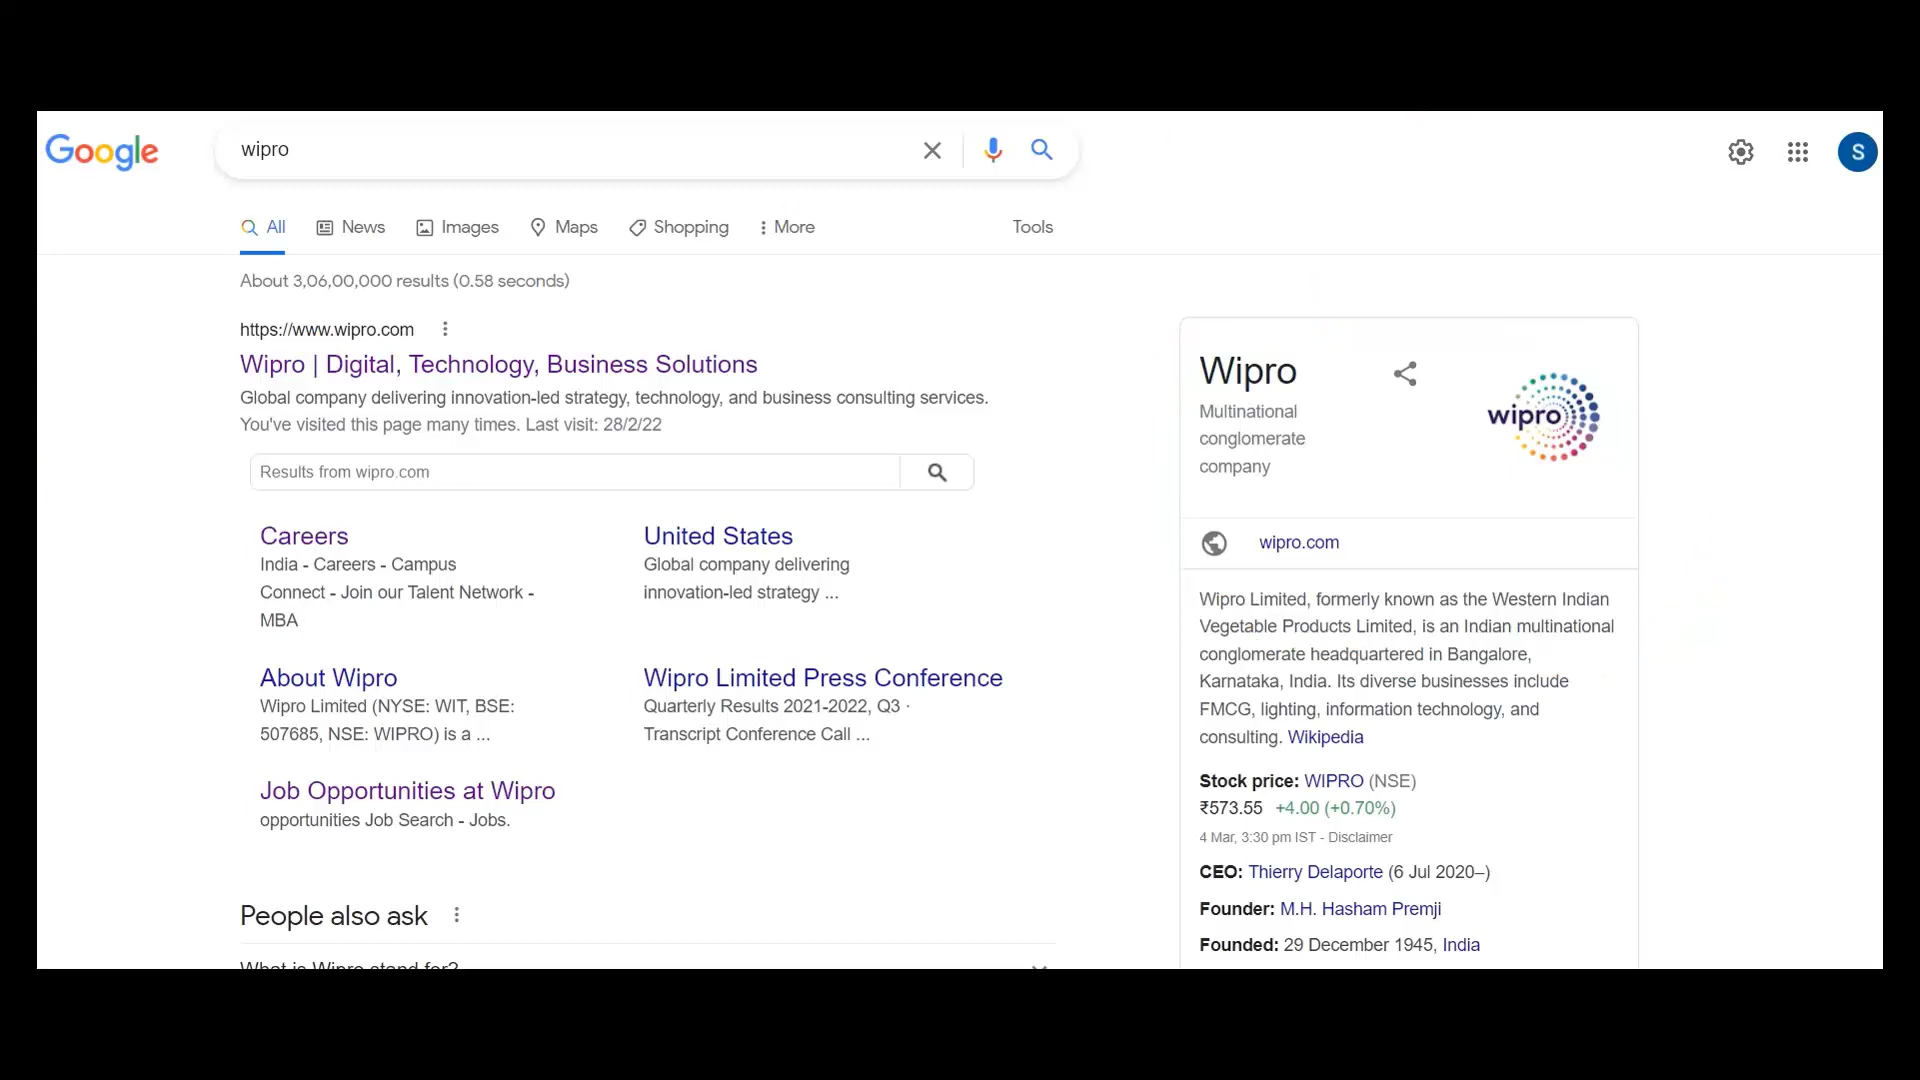 Google
wipro
All
News
Images
Maps
Shopping
More
Tools
S
About 3,06,00,000 results (0.58 seconds)
https://www.wipro.com
Wipro | Digital, Technology, Business Solutions
Global company delivering innovation-led strategy, technology, and business consulting services.
You've visited this page many times. Last visit: 28/2/22
Results from wipro.com
Careers
India - Careers - Campus
Connect - Join our Talent Network -
MBA
United States
Global company delivering
innovation-led strategy ...
About Wipro
Wipro Limited (NYSE: WIT, BSE:
507685, NSE: WIPRO) is a ...
Wipro Limited Press Conference
Quarterly Results 2021-2022, Q3 ·
Transcript Conference Call ...
Job Opportunities at Wipro
opportunities Job Search - Jobs.
People also ask
What is Wipro stand for?
Wipro
Multinational
conglomerate
company
wipro
wipro.com
Wipro Limited, formerly known as the Western Indian
Vegetable Products Limited, is an Indian multinational
conglomerate headquartered in Bangalore,
Karnataka, India. Its diverse businesses include
FMCG, lighting, information technology, and
consulting. Wikipedia
Stock price: WIPRO (NSE)
₹573.55 +4.00 (+0.70%)
4 Mar, 3:30 pm IST - Disclaimer
CEO: Thierry Delaporte (6 Jul 2020–)
Founder: M.H. Hasham Premji
Founded: 29 December 1945, India